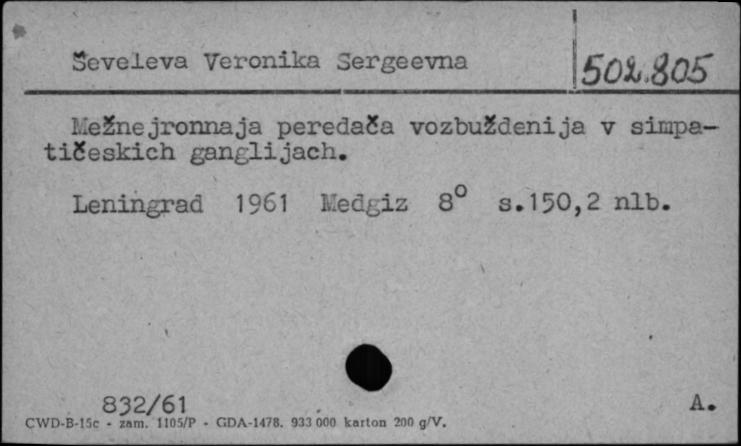 Ševeleva Veronika Sergeevna
502.805
Mežnejronnaja peredača vozbuždenija v simpa-
tičeskich ganglijach.
Leningrad 1961 Medgiz 8° s.150,2 nlb.
832/61 A.
CWD-B-15c - zam. 1105/P - GDA-1478. 933 000 karton 200 g/V.